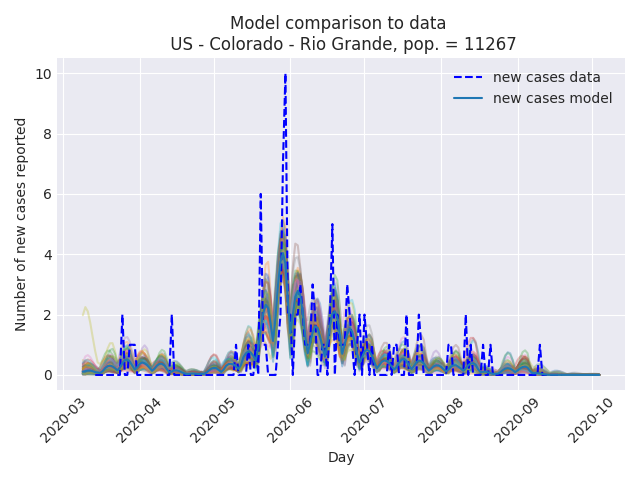 Model comparison to data
US - Colorado - Rio Grande, pop. = 11267
new cases data
new cases model
Number of new cases reported
10
8
6
4
2
0
2020-03
2020-04
2020-05
2020-06
2020-07
2020-08
2020-09
2020-10
Day